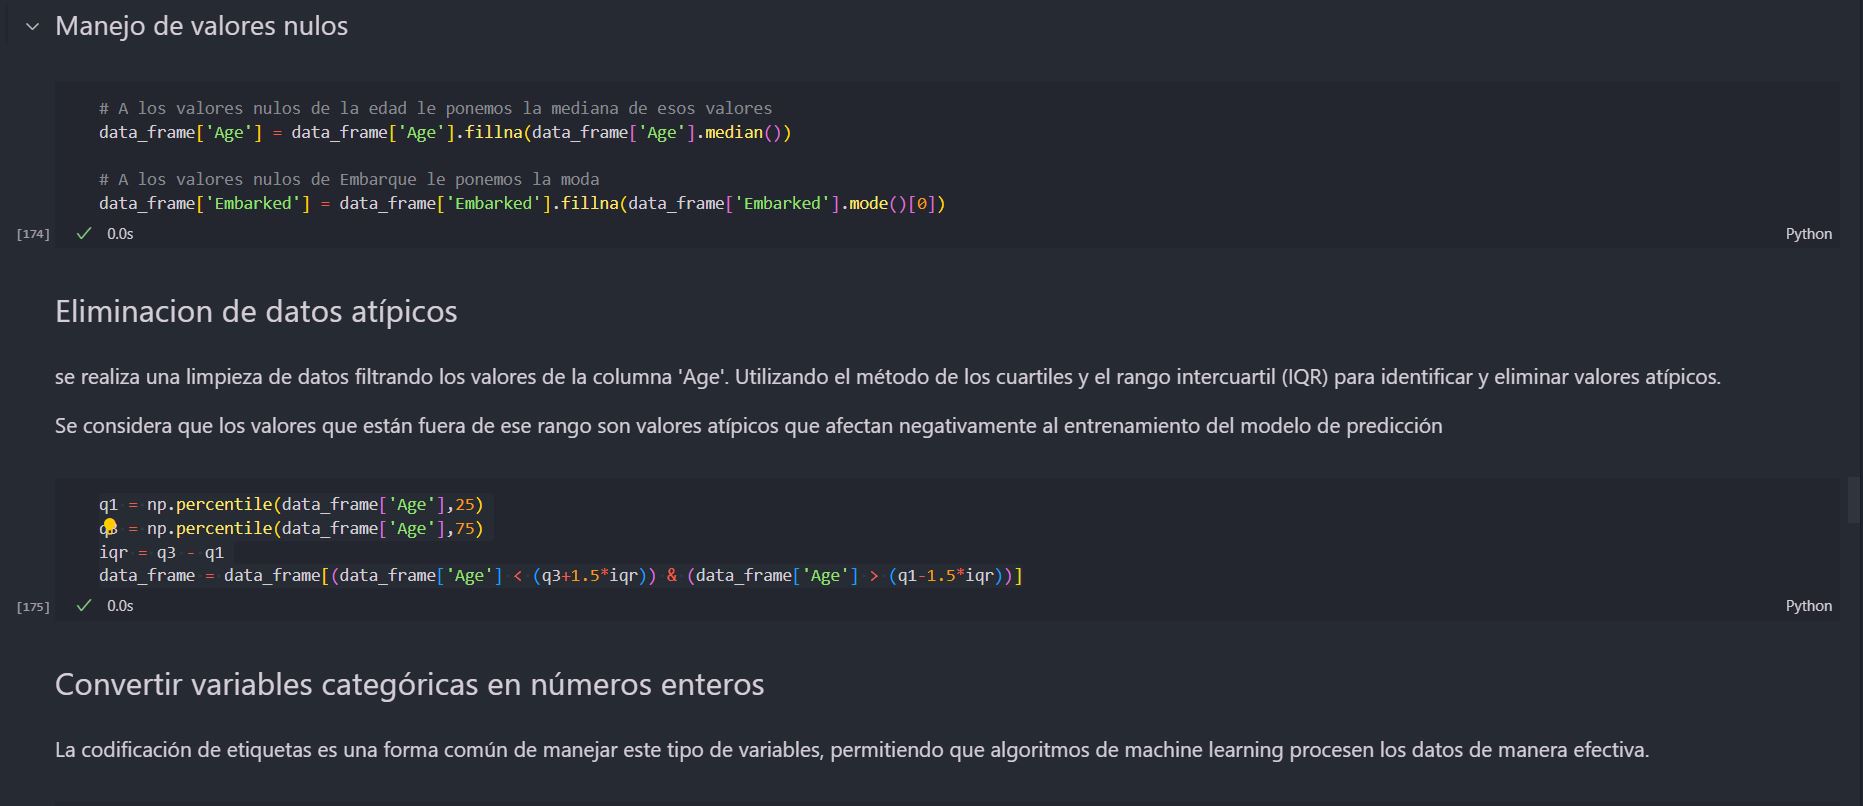 Manejo de valores nulos
# A los valores nulos de la edad le ponemos la mediana de esos valores
data_frame['Age'] = data_frame['Age'].fillna(data_frame['Age'].median())
# A los valores nulos de Embarque le ponemos la moda
data_frame['Embarked'] = data_frame['Embarked'].fillna(data_frame['Embarked'].mode()[0])
[174] 0.0s Python
Eliminacion de datos atípicos
se realiza una limpieza de datos filtrando los valores de la columna 'Age'. Utilizando el método de los cuartiles y el rango intercuartil (IQR) para identificar y eliminar valores atípicos.
Se considera que los valores que están fuera de ese rango son valores atípicos que afectan negativamente al entrenamiento del modelo de predicción
q1 = np.percentile(data_frame['Age'],25)
q3 = np.percentile(data_frame['Age'],75)
iqr = q3 - q1
data_frame = data_frame[(data_frame['Age'] < (q3+1.5*iqr)) & (data_frame['Age'] > (q1-1.5*iqr))]
[175] 0.0s Python
Convertir variables categóricas en números enteros
La codificación de etiquetas es una forma común de manejar este tipo de variables, permitiendo que algoritmos de machine learning procesen los datos de manera efectiva.